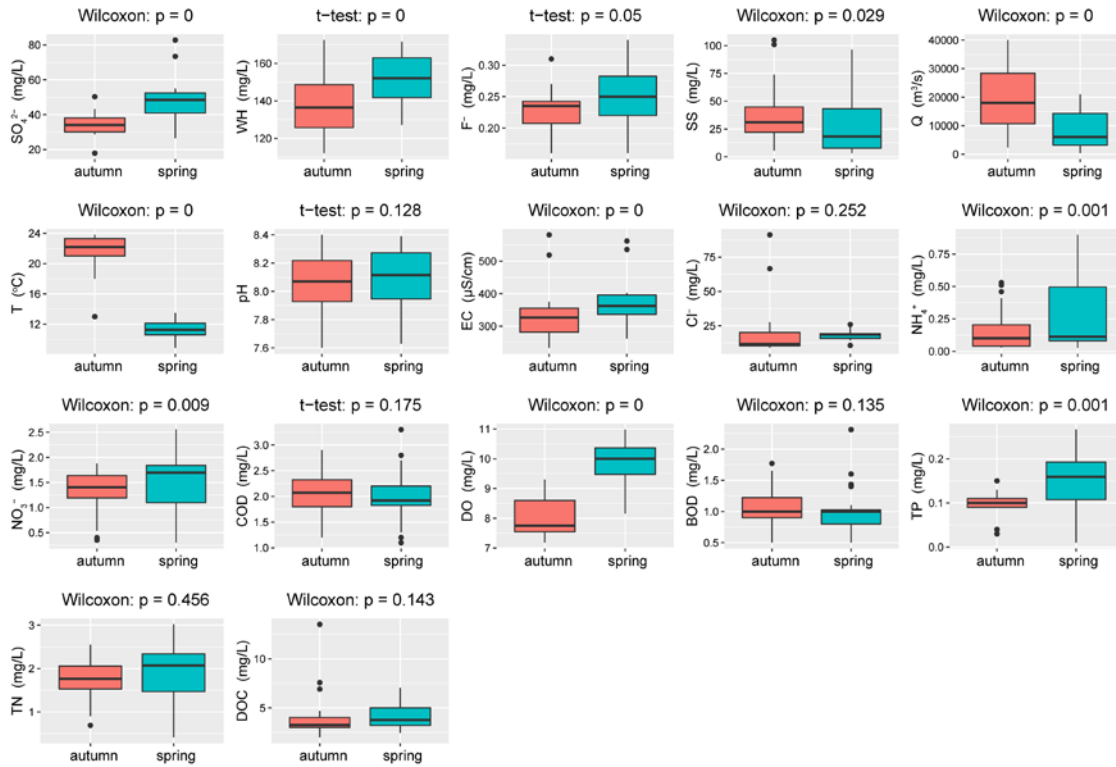 Wilcoxon: p = 0
SO₄²⁻ (mg/L)
80
60
40
20
autumn spring
t−test: p = 0
WH (mg/L)
160
140
120
autumn spring
t−test: p = 0.05
F⁻ (mg/L)
0.30
0.25
0.20
autumn spring
Wilcoxon: p = 0.029
SS (mg/L)
100
75
50
25
0
autumn spring
Wilcoxon: p = 0
Q (m³/s)
40000
30000
20000
10000
0
autumn spring
Wilcoxon: p = 0
T (°C)
24
20
16
12
autumn spring
t−test: p = 0.128
pH
8.4
8.2
8.0
7.8
7.6
autumn spring
Wilcoxon: p = 0
EC (μS/cm)
500
400
300
autumn spring
Wilcoxon: p = 0.252
Cl⁻ (mg/L)
75
50
25
autumn spring
Wilcoxon: p = 0.001
NH₄⁺ (mg/L)
0.75
0.50
0.25
0.00
autumn spring
Wilcoxon: p = 0.009
NO₃⁻ (mg/L)
2.5
2.0
1.5
1.0
0.5
autumn spring
t−test: p = 0.175
COD (mg/L)
3.0
2.5
2.0
1.5
1.0
autumn spring
Wilcoxon: p = 0
DO (mg/L)
11
10
9
8
7
autumn spring
Wilcoxon: p = 0.135
BOD (mg/L)
2.0
1.5
1.0
0.5
autumn spring
Wilcoxon: p = 0.001
TP (mg/L)
0.2
0.1
0.0
autumn spring
Wilcoxon: p = 0.456
TN (mg/L)
3
2
1
autumn spring
Wilcoxon: p = 0.143
DOC (mg/L)
10
5
autumn spring